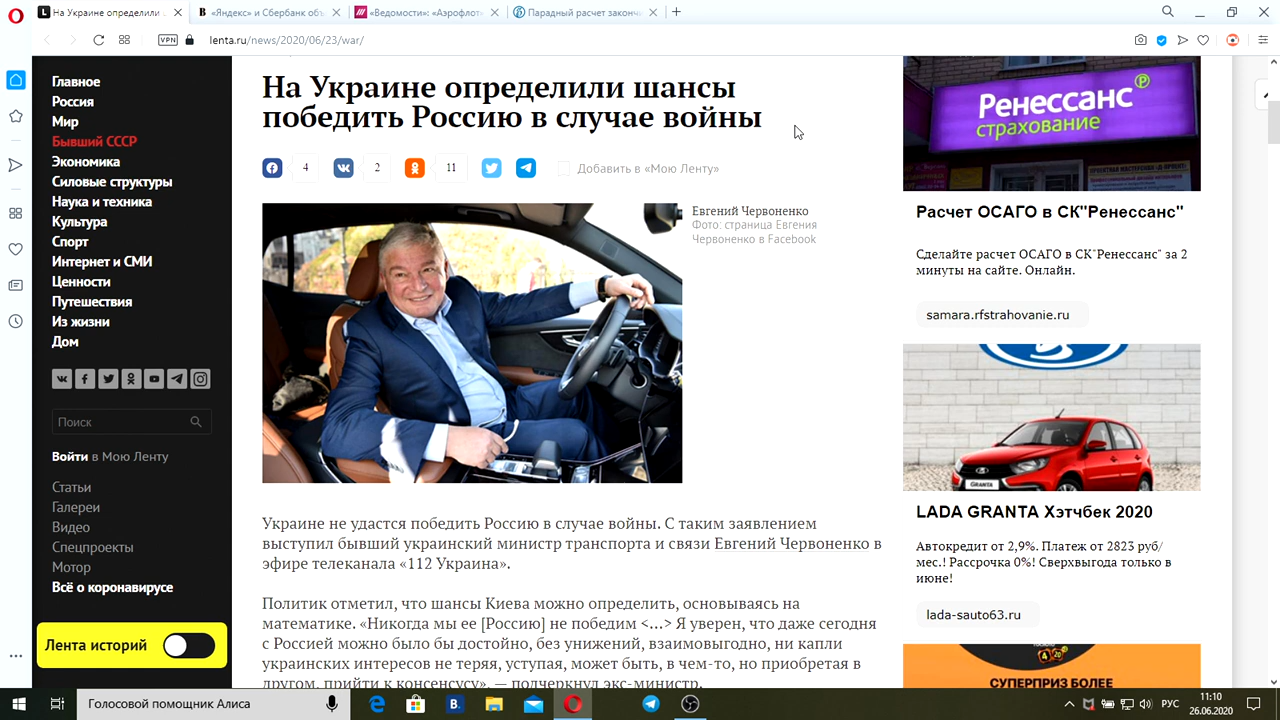 На Украине определили ш
«Яндекс» и Сбербанк объ
«Ведомости»: «Аэрофлот»
Парадный расчет закончи
VPN
lenta.ru/news/2020/06/23/war/
Главное
Россия
Мир
Бывший СССР
Экономика
Силовые структуры
Наука и техника
Культура
Спорт
Интернет и СМИ
Ценности
Путешествия
Из жизни
Дом
Поиск
Войти в Мою Ленту
Статьи
Галереи
Видео
Спецпроекты
Мотор
Всё о коронавирусе
Лента историй
На Украине определили шансы
победить Россию в случае войны
4
2
11
Добавить в «Мою Ленту»
Евгений Червоненко
Фото: страница Евгения
Червоненко в Facebook
Украине не удастся победить Россию в случае войны. С таким заявлением
выступил бывший украинский министр транспорта и связи Евгений Червоненко в
эфире телеканала «112 Украина».
Политик отметил, что шансы Киева можно определить, основываясь на
математике. «Никогда мы ее [Россию] не победим <...> Я уверен, что даже сегодня
с Россией можно было бы достойно, без унижений, взаимовыгодно, ни капли
украинских интересов не теряя, уступая, может быть, в чем-то, но приобретая в
другом, прийти к консенсусу», — подчеркнул экс-министр.
Ренессанс
страхование
Расчет ОСАГО в СК"Ренессанс"
Сделайте расчет ОСАГО в СК"Ренессанс" за 2
минуты на сайте. Онлайн.
samara.rfstrahovanie.ru
GRANTA
LADA GRANTA Хэтчбек 2020
Автокредит от 2,9%. Платеж от 2823 руб/
мес.! Рассрочка 0%! Сверхвыгода только в
июне!
lada-sauto63.ru
СУПЕРПРИЗ БОЛЕЕ
Голосовой помощник Алиса
РУС
11:10
26.06.2020